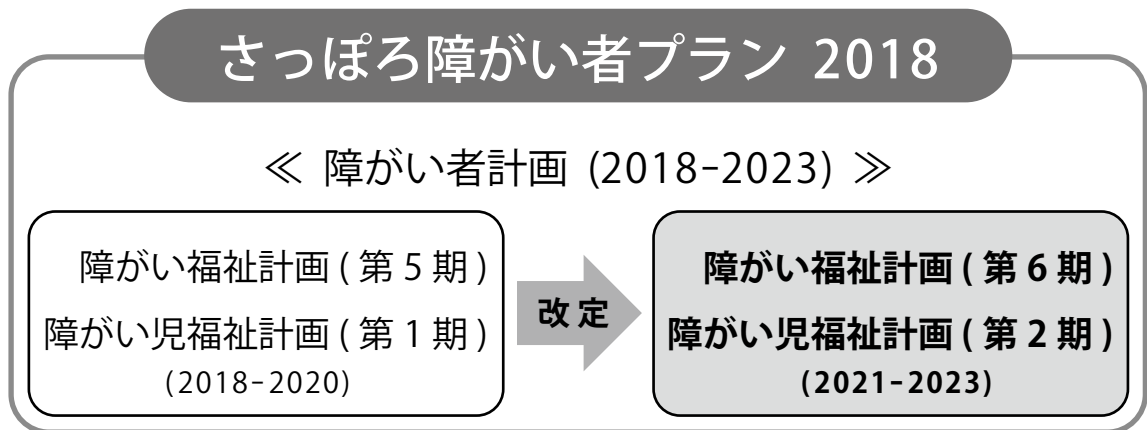 さっぽろ障がい者プラン 2018
≪ 障がい者計画 (2018-2023) ≫
障がい福祉計画 ( 第 5 期 )
障がい児福祉計画 ( 第 1 期 )
(2018-2020)
改定
障がい福祉計画 ( 第 6 期 )
障がい児福祉計画 ( 第 2 期 )
(2021-2023)